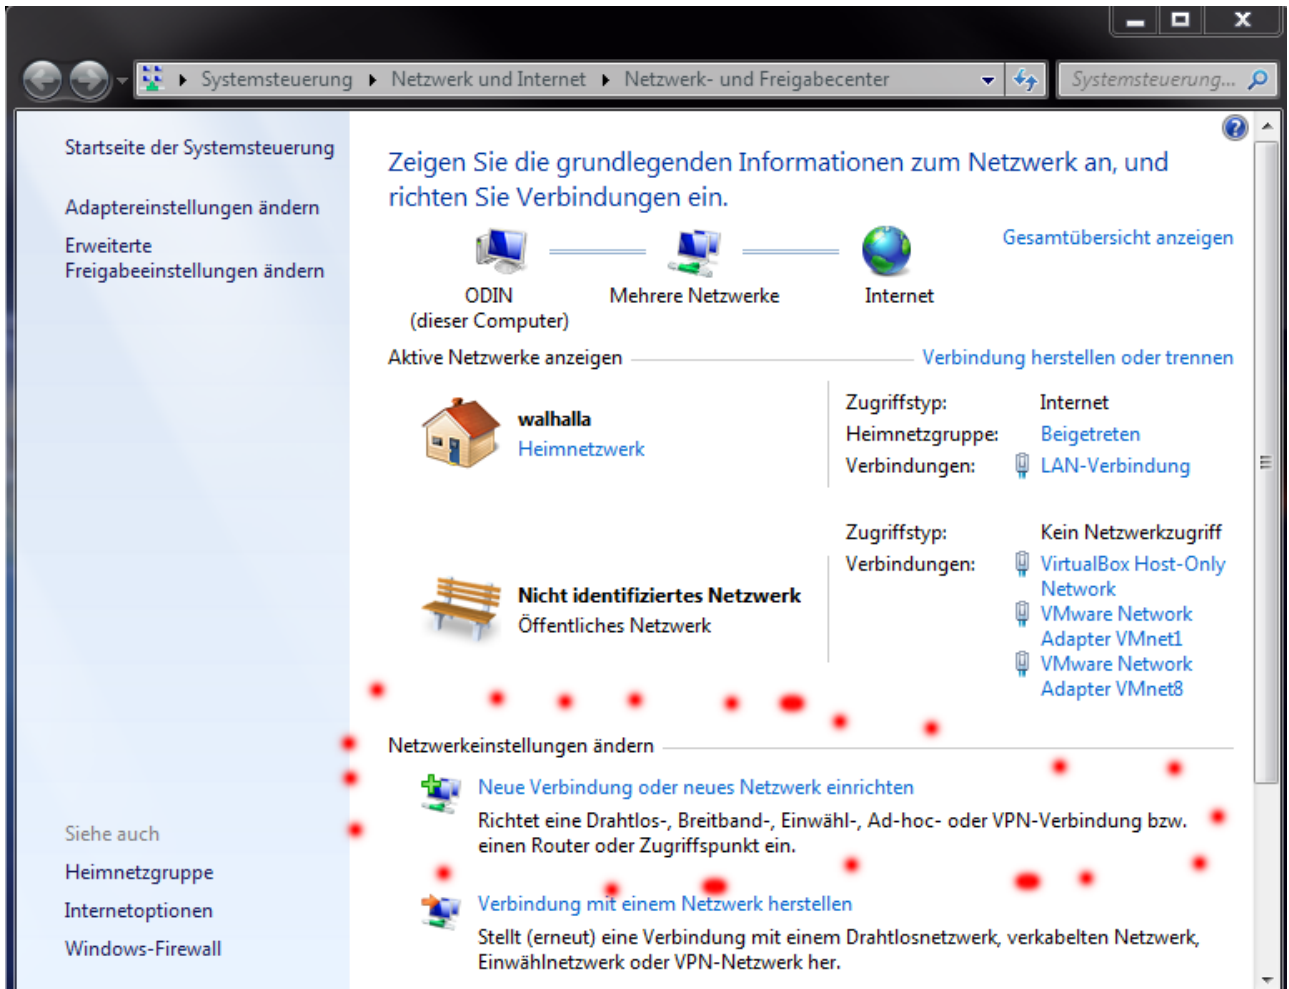 Systemsteuerung Netzwerk und Internet Netzwerk- und Freigabecenter
Systemsteuerung...
Startseite der Systemsteuerung
Adaptereinstellungen ändern
Erweiterte
Freigabeeinstellungen ändern
Siehe auch
Heimnetzgruppe
Internetoptionen
Windows-Firewall
Zeigen Sie die grundlegenden Informationen zum Netzwerk an, und
richten Sie Verbindungen ein.
Gesamtübersicht anzeigen
ODIN
(dieser Computer)
Mehrere Netzwerke
Internet
Aktive Netzwerke anzeigen
Verbindung herstellen oder trennen
walhalla
Heimnetzwerk
Zugriffstyp: Internet
Heimnetzgruppe: Beigetreten
Verbindungen: LAN-Verbindung
Nicht identifiziertes Netzwerk
Öffentliches Netzwerk
Zugriffstyp: Kein Netzwerkzugriff
Verbindungen: VirtualBox Host-Only
Network
VMware Network
Adapter VMnet1
VMware Network
Adapter VMnet8
Netzwerkeinstellungen ändern
Neue Verbindung oder neues Netzwerk einrichten
Richtet eine Drahtlos-, Breitband-, Einwähl-, Ad-hoc- oder VPN-Verbindung bzw.
einen Router oder Zugriffspunkt ein.
Verbindung mit einem Netzwerk herstellen
Stellt (erneut) eine Verbindung mit einem Drahtlosnetzwerk, verkabelten Netzwerk,
Einwählnetzwerk oder VPN-Netzwerk her.